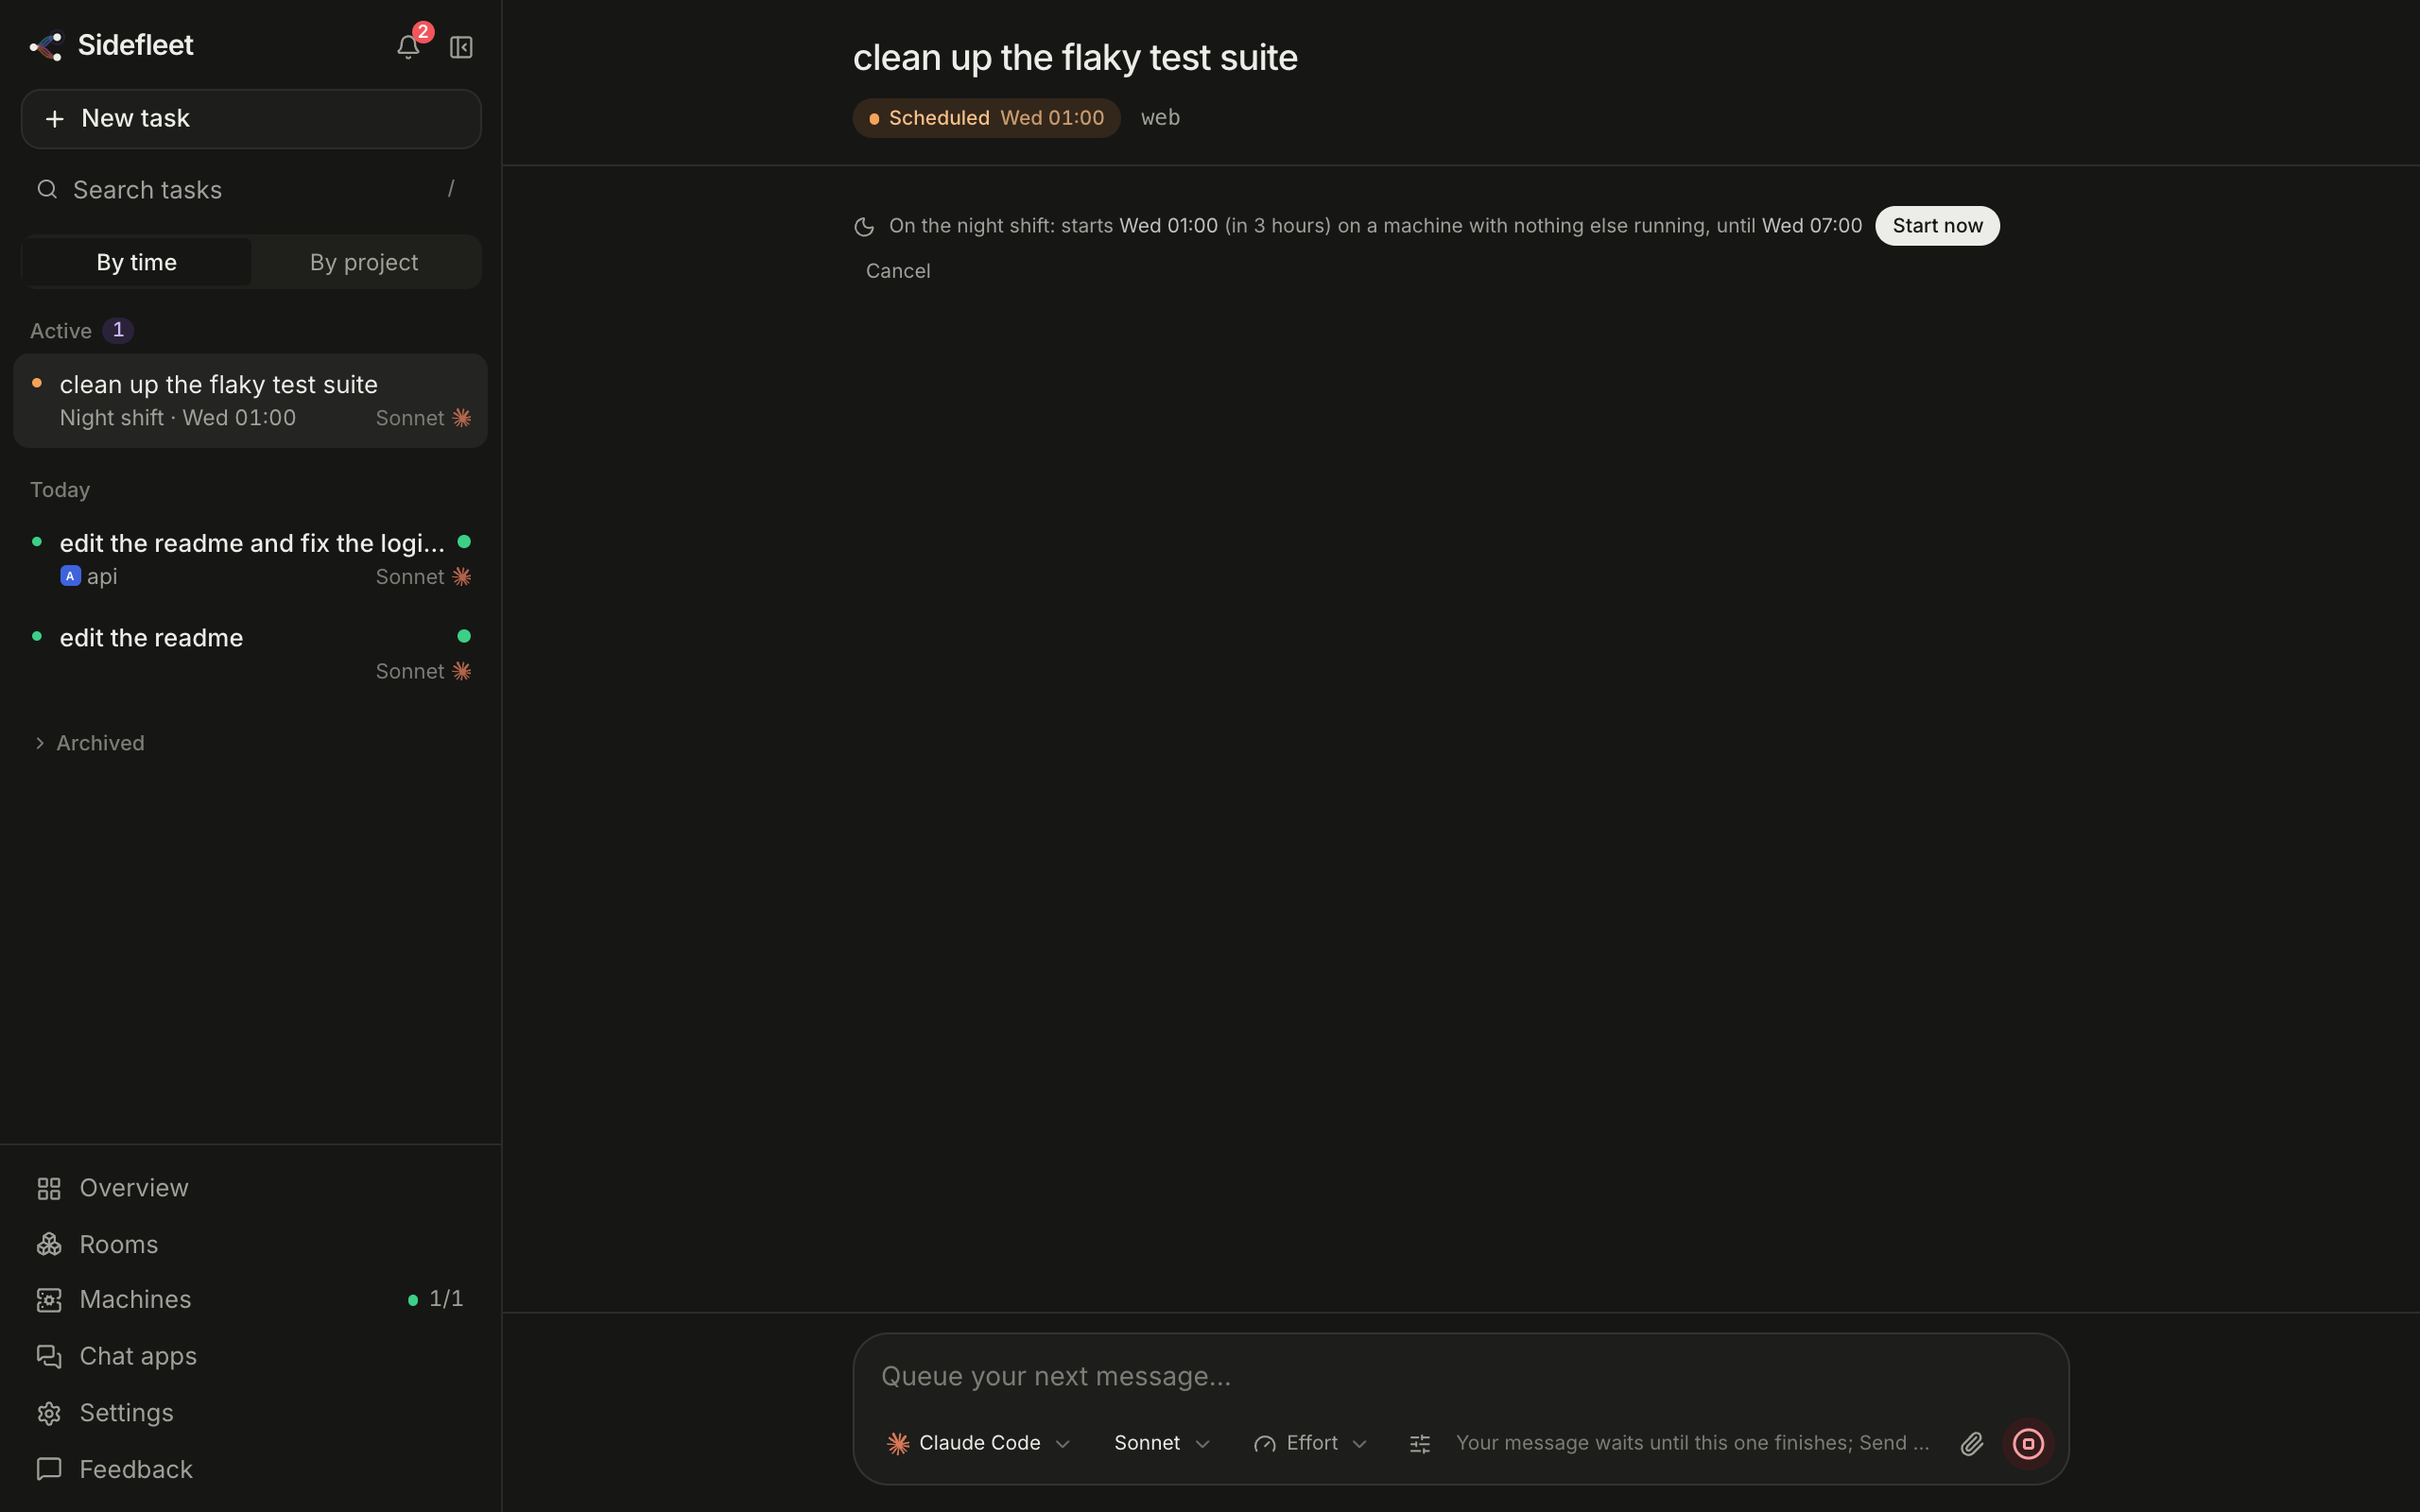 Sidefleet
2
New task
Search tasks /
By time By project
Active 1
clean up the flaky test suite
Night shift · Wed 01:00 Sonnet
Today
edit the readme and fix the logi...
A api Sonnet
edit the readme
Sonnet
Archived
Overview
Rooms
Machines 1/1
Chat apps
Settings
Feedback
clean up the flaky test suite
Scheduled Wed 01:00 web
On the night shift: starts Wed 01:00 (in 3 hours) on a machine with nothing else running, until Wed 07:00 Start now
Cancel
Queue your next message...
Claude Code Sonnet Effort Your message waits until this one finishes; Send ...